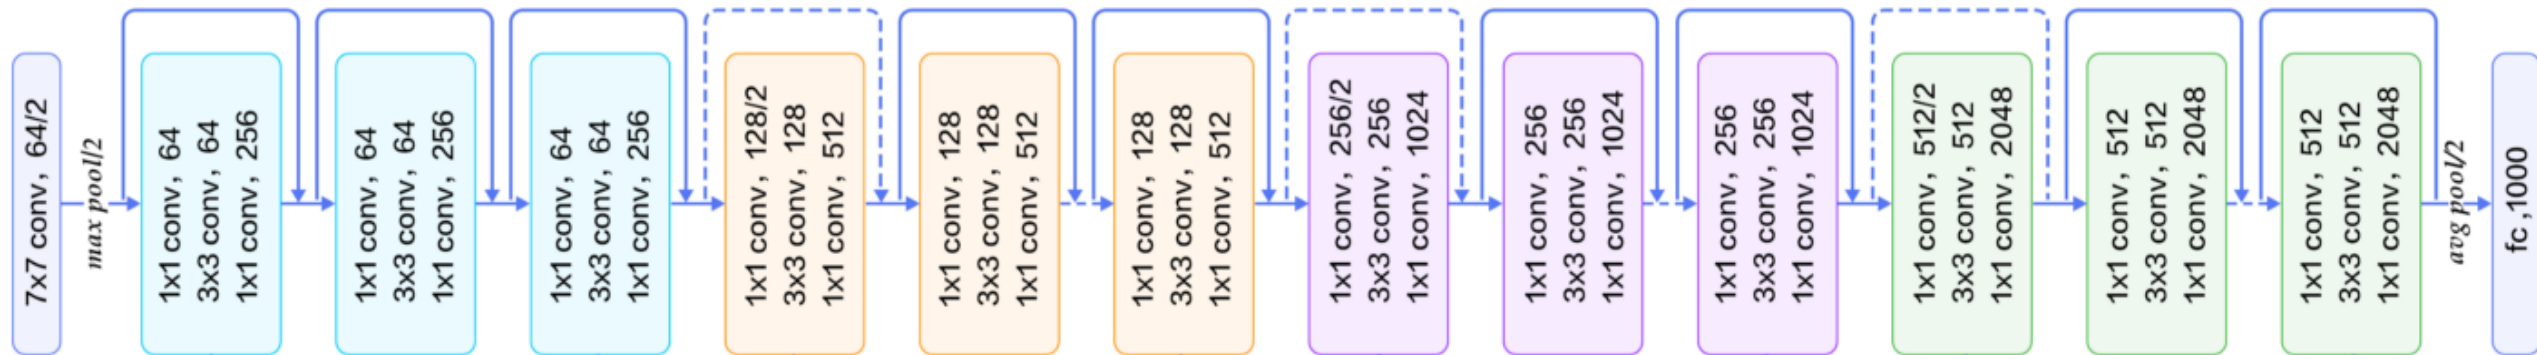 7x7 conv, 64/2
max pool/2
1x1 conv, 64
3x3 conv, 64
1x1 conv, 256
1x1 conv, 64
3x3 conv, 64
1x1 conv, 256
1x1 conv, 64
3x3 conv, 64
1x1 conv, 256
1x1 conv, 128/2
3x3 conv, 128
1x1 conv, 512
1x1 conv, 128
3x3 conv, 128
1x1 conv, 512
1x1 conv, 128
3x3 conv, 128
1x1 conv, 512
1x1 conv, 256/2
3x3 conv, 256
1x1 conv, 1024
1x1 conv, 256
3x3 conv, 256
1x1 conv, 1024
1x1 conv, 256
3x3 conv, 256
1x1 conv, 1024
1x1 conv, 512/2
3x3 conv, 512
1x1 conv, 2048
1x1 conv, 512
3x3 conv, 512
1x1 conv, 2048
1x1 conv, 512
3x3 conv, 512
1x1 conv, 2048
avg pool/2
fc ,1000